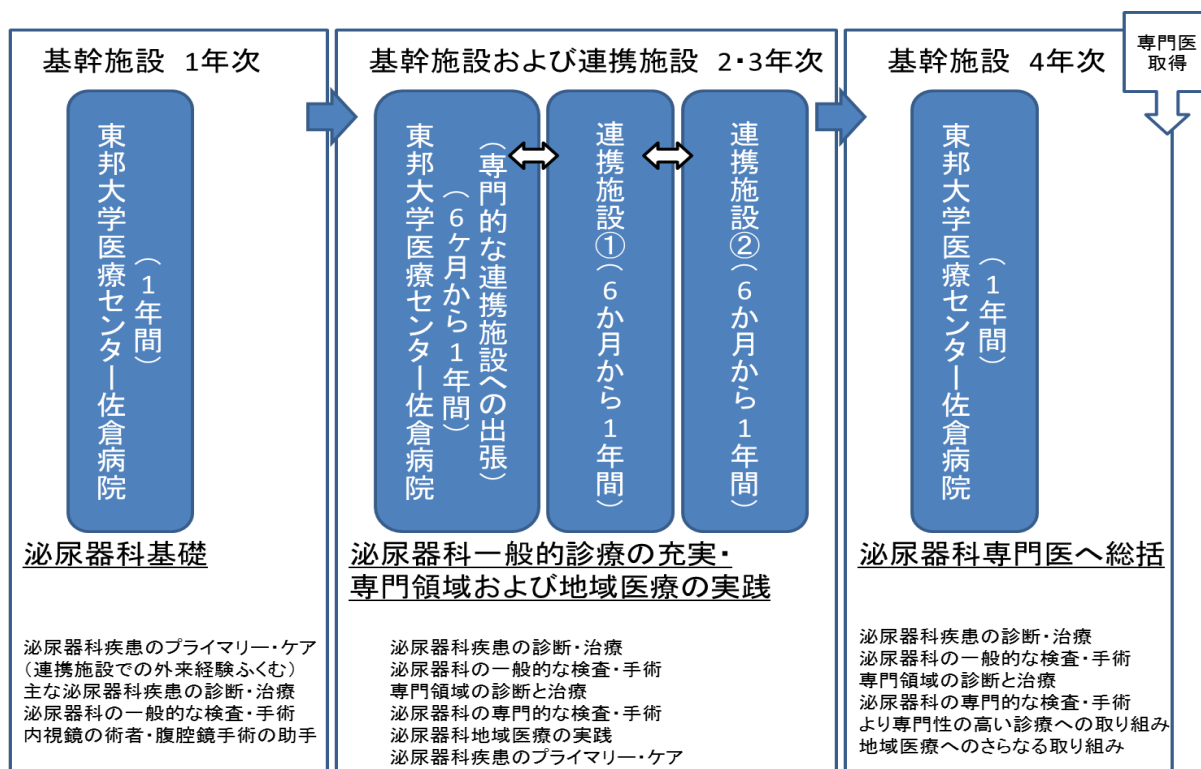 基幹施設 1年次
東邦大学医療センター佐倉病院
(1年間)
泌尿器科基礎
泌尿器科疾患のプライマリー・ケア
(連携施設での外来経験ふくむ)
主な泌尿器科疾患の診断・治療
泌尿器科の一般的な検査・手術
内視鏡の術者・腹腔鏡手術の助手
基幹施設および連携施設 2・3年次
東邦大学医療センター佐倉病院
(6ケ月から1年間)
(専門的な連携施設への出張)
連携施設①(6か月から1年間)
連携施設②(6か月から1年間)
泌尿器科一般的診療の充実・
専門領域および地域医療の実践
泌尿器科疾患の診断・治療
泌尿器科の一般的な検査・手術
専門領域の診断と治療
泌尿器科の専門的な検査・手術
泌尿器科地域医療の実践
泌尿器科疾患のプライマリー・ケア
基幹施設 4年次
東邦大学医療センター佐倉病院
(1年間)
泌尿器科専門医へ総括
泌尿器科疾患の診断・治療
泌尿器科の一般的な検査・手術
専門領域の診断と治療
泌尿器科の専門的な検査・手術
より専門性の高い診療への取り組み
地域医療へのさらなる取り組み
専門医
取得